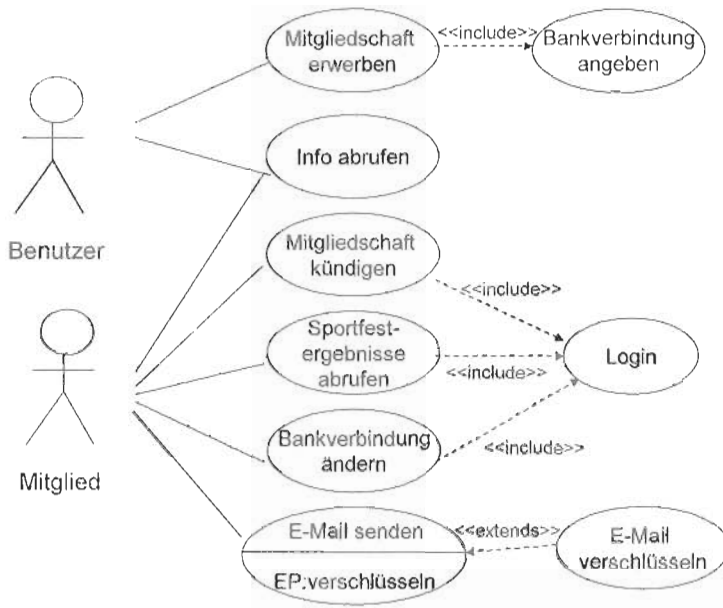 Mitgliedschaft
erwerben
<<include>>
Bankverbindung
angeben
Info abrufen
Benutzer
Mitgliedschaft
kündigen
<<include>>
Sportfest-
ergebnisse
abrufen
<<include>>
Login
Bankverbindung
ändern
<<include>>
Mitglied
E-Mail senden
EP:verschlüsseln
<<extends>>
E-Mail
verschlüsseln